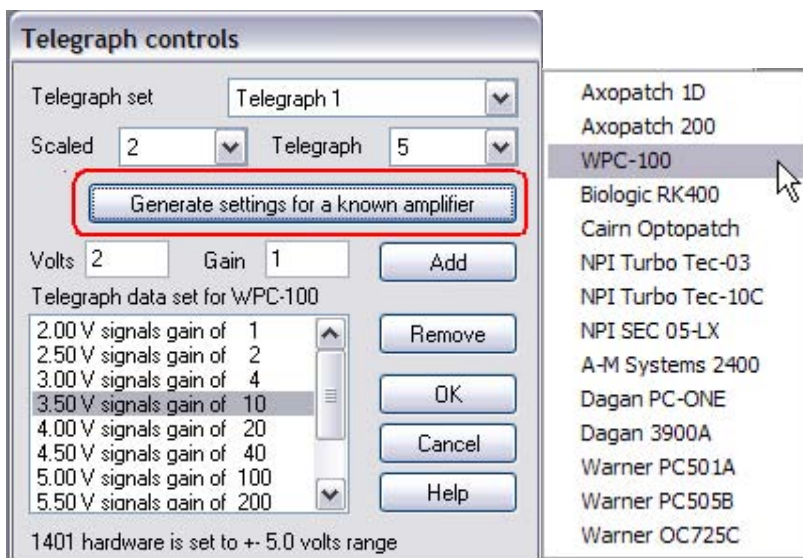 Telegraph controls
Telegraph set Telegraph 1
Scaled 2 Telegraph 5
Generate settings for a known amplifier
Volts 2 Gain 1 Add
Telegraph data set for WPC-100
2.00 V signals gain of 1
2.50 V signals gain of 2
3.00 V signals gain of 4
3.50 V signals gain of 10
4.00 V signals gain of 20
4.50 V signals gain of 40
5.00 V signals gain of 100
5.50 V signals gain of 200
Remove
OK
Cancel
Help
1401 hardware is set to +- 5.0 volts range
Axopatch 1D
Axopatch 200
WPC-100
Biologic RK400
Cairn Optopatch
NPI Turbo Tec-03
NPI Turbo Tec-10C
NPI SEC 05-LX
A-M Systems 2400
Dagan PC-ONE
Dagan 3900A
Warner PC501A
Warner PC505B
Warner OC725C